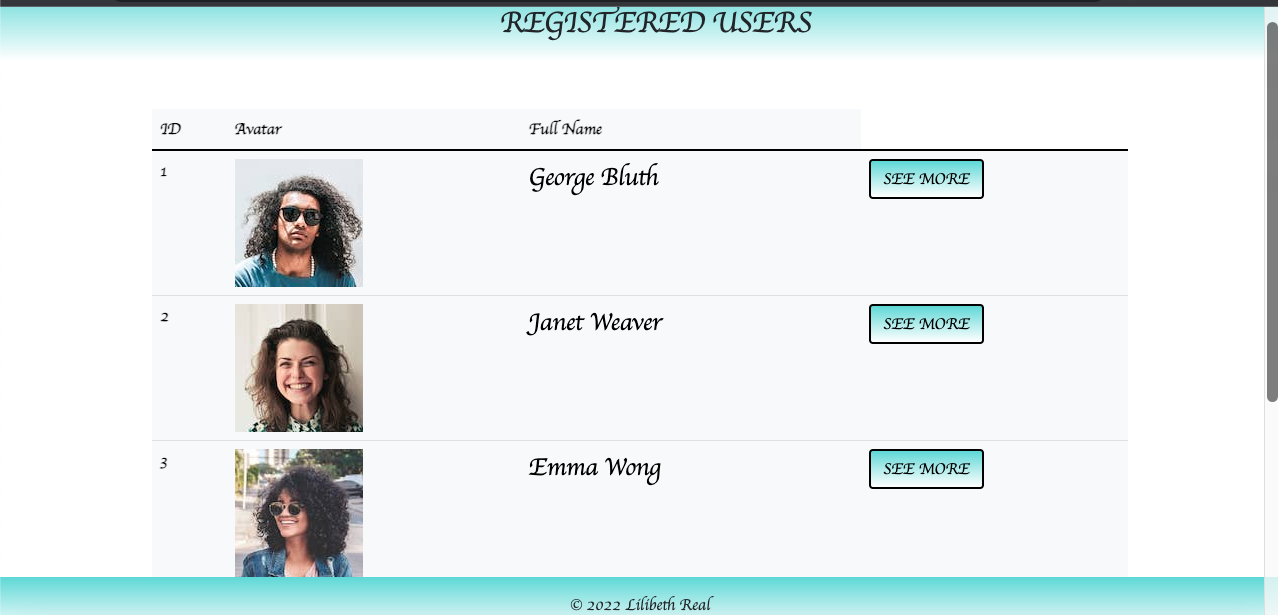 REGISTERED USERS
ID Avatar Full Name
1 George Bluth SEE MORE
2 Janet Weaver SEE MORE
3 Emma Wong SEE MORE
© 2022 Lilibeth Real